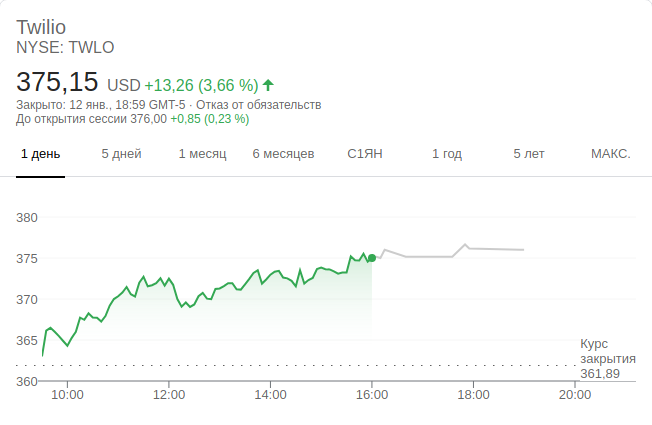 Twilio
NYSE: TWLO
375,15 USD +13,26 (3,66 %)
Закрыто: 12 янв., 18:59 GMT-5 · Отказ от обязательств
До открытия сессии 376,00 +0,85 (0,23 %)
1 день 5 дней 1 месяц 6 месяцев С1ЯН 1 год 5 лет МАКС.
380
375
370
365
360
Курс
закрытия
361,89
10:00 12:00 14:00 16:00 18:00 20:00